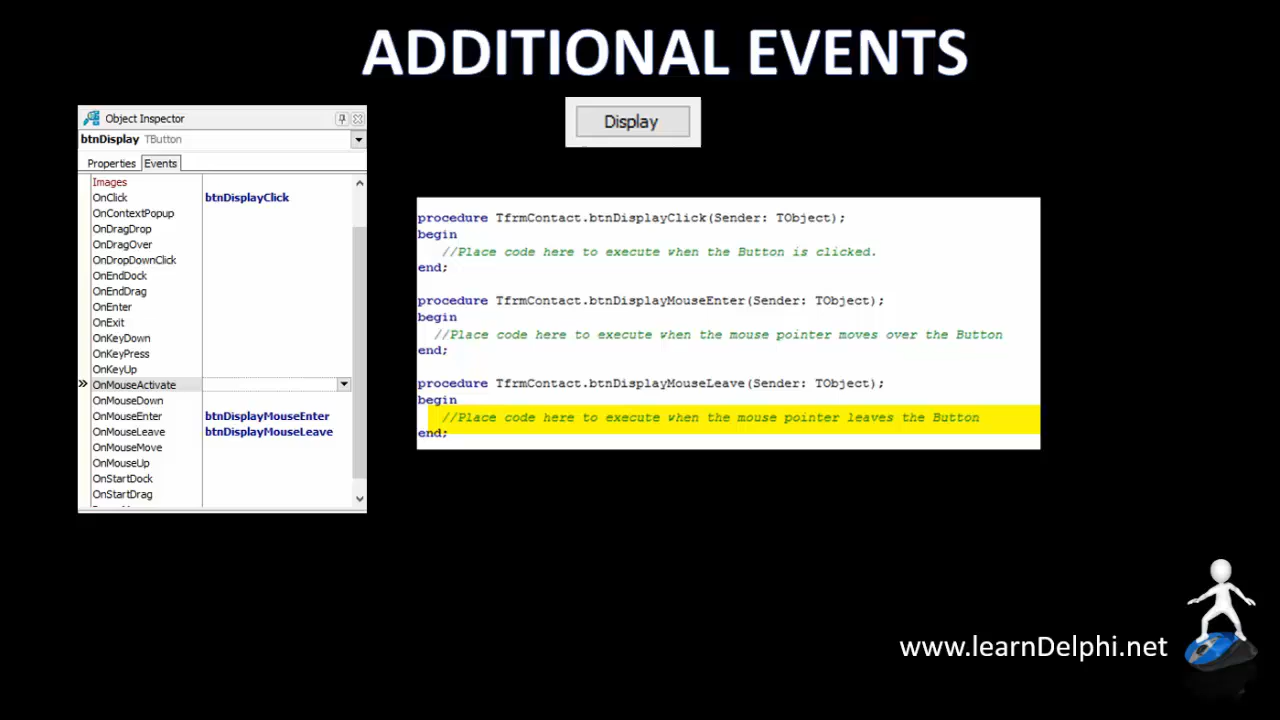 ADDITIONAL EVENTS
Object Inspector
btnDisplay TButton
Properties Events
Images
OnClick btnDisplayClick
OnContextPopup
OnDragDrop
OnDragOver
OnDropDownClick
OnEndDock
OnEndDrag
OnEnter
OnExit
OnKeyDown
OnKeyPress
OnKeyUp
OnMouseActivate
OnMouseDown
OnMouseEnter btnDisplayMouseEnter
OnMouseLeave btnDisplayMouseLeave
OnMouseMove
OnMouseUp
OnStartDock
OnStartDrag
Display
procedure TfrmContact.btnDisplayClick(Sender: TObject);
begin
//Place code here to execute when the Button is clicked.
end;
procedure TfrmContact.btnDisplayMouseEnter(Sender: TObject);
begin
//Place code here to execute when the mouse pointer moves over the Button
end;
procedure TfrmContact.btnDisplayMouseLeave(Sender: TObject);
begin
//Place code here to execute when the mouse pointer leaves the Button
end;
www.learnDelphi.net